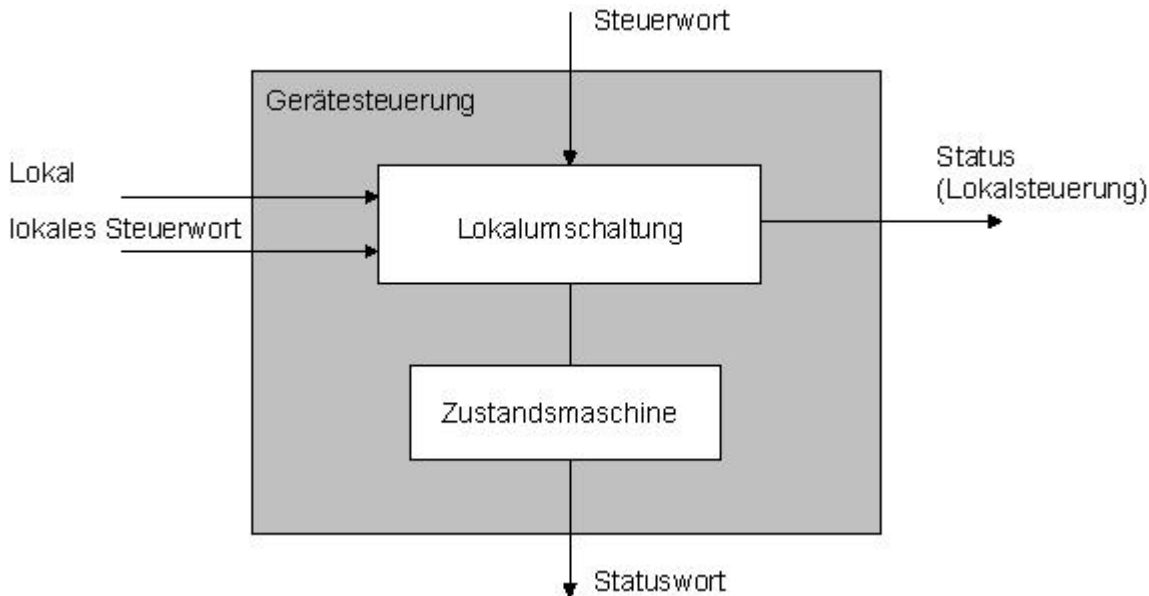 Steuerwort
Gerätesteuerung
Lokal
lokales Steuerwort
Lokalumschaltung
Status
(Lokalsteuerung)
Zustandsmaschine
Statuswort